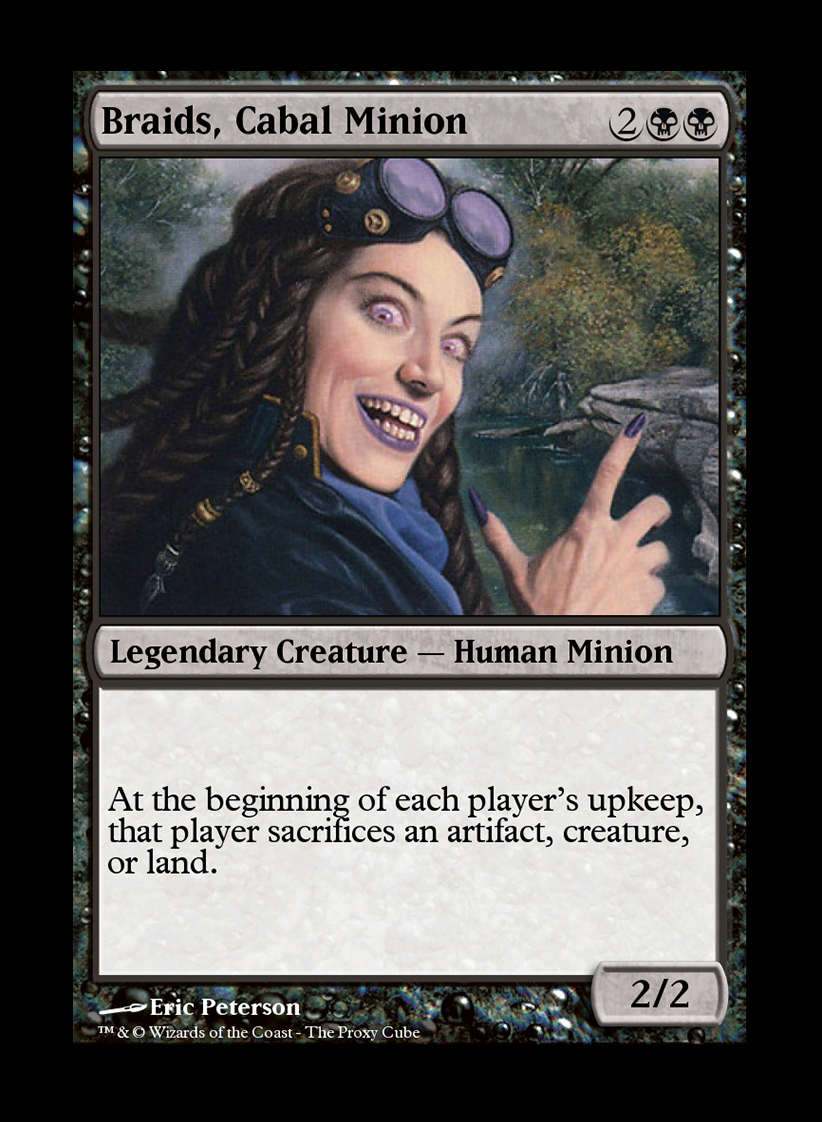 Braids, Cabal Minion 2
Legendary Creature — Human Minion
At the beginning of each player's upkeep,
that player sacrifices an artifact, creature,
or land.
2/2
Eric Peterson
™ & © Wizards of the Coast - The Proxy Cube